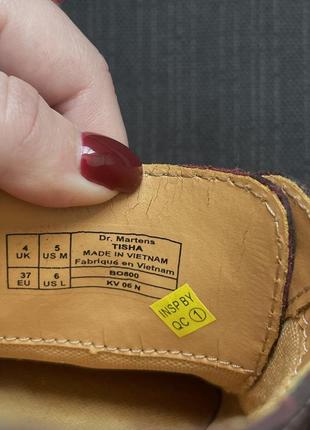 4
UK
5
US M
37
EU
6
US L
Dr. Martens
TISHA
MADE IN VIETNAM
Fabriqué en Vietnam
BO800
KV 06 N
INSP.BY
QC 1